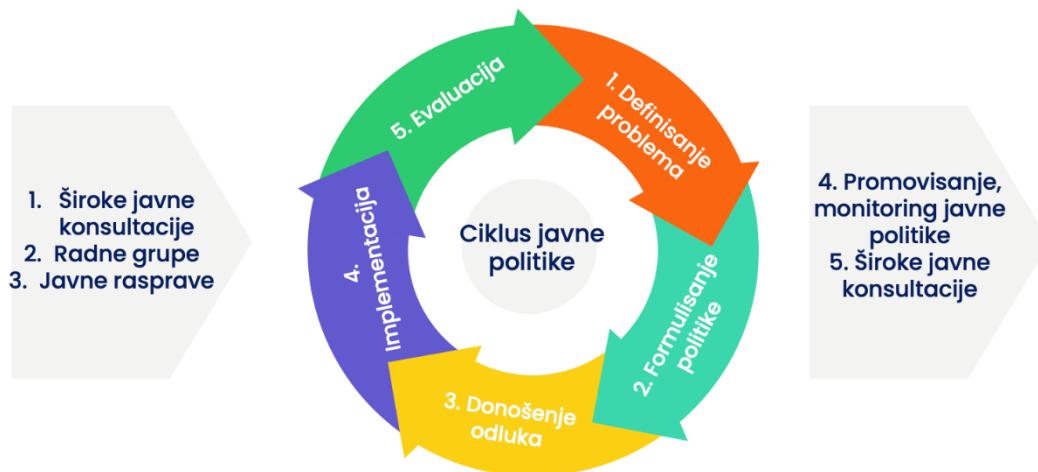 1. Široke javne
konsultacije
2. Radne grupe
3. Javne rasprave
5. Evaluacija
1. Definisanje
problema
Ciklus javne
politike
4.
Implementacija
2. Formulisanje
politike
3. Donošenje
odluka
4. Promovisanje,
monitoring javne
politike
5. Široke javne
konsultacije